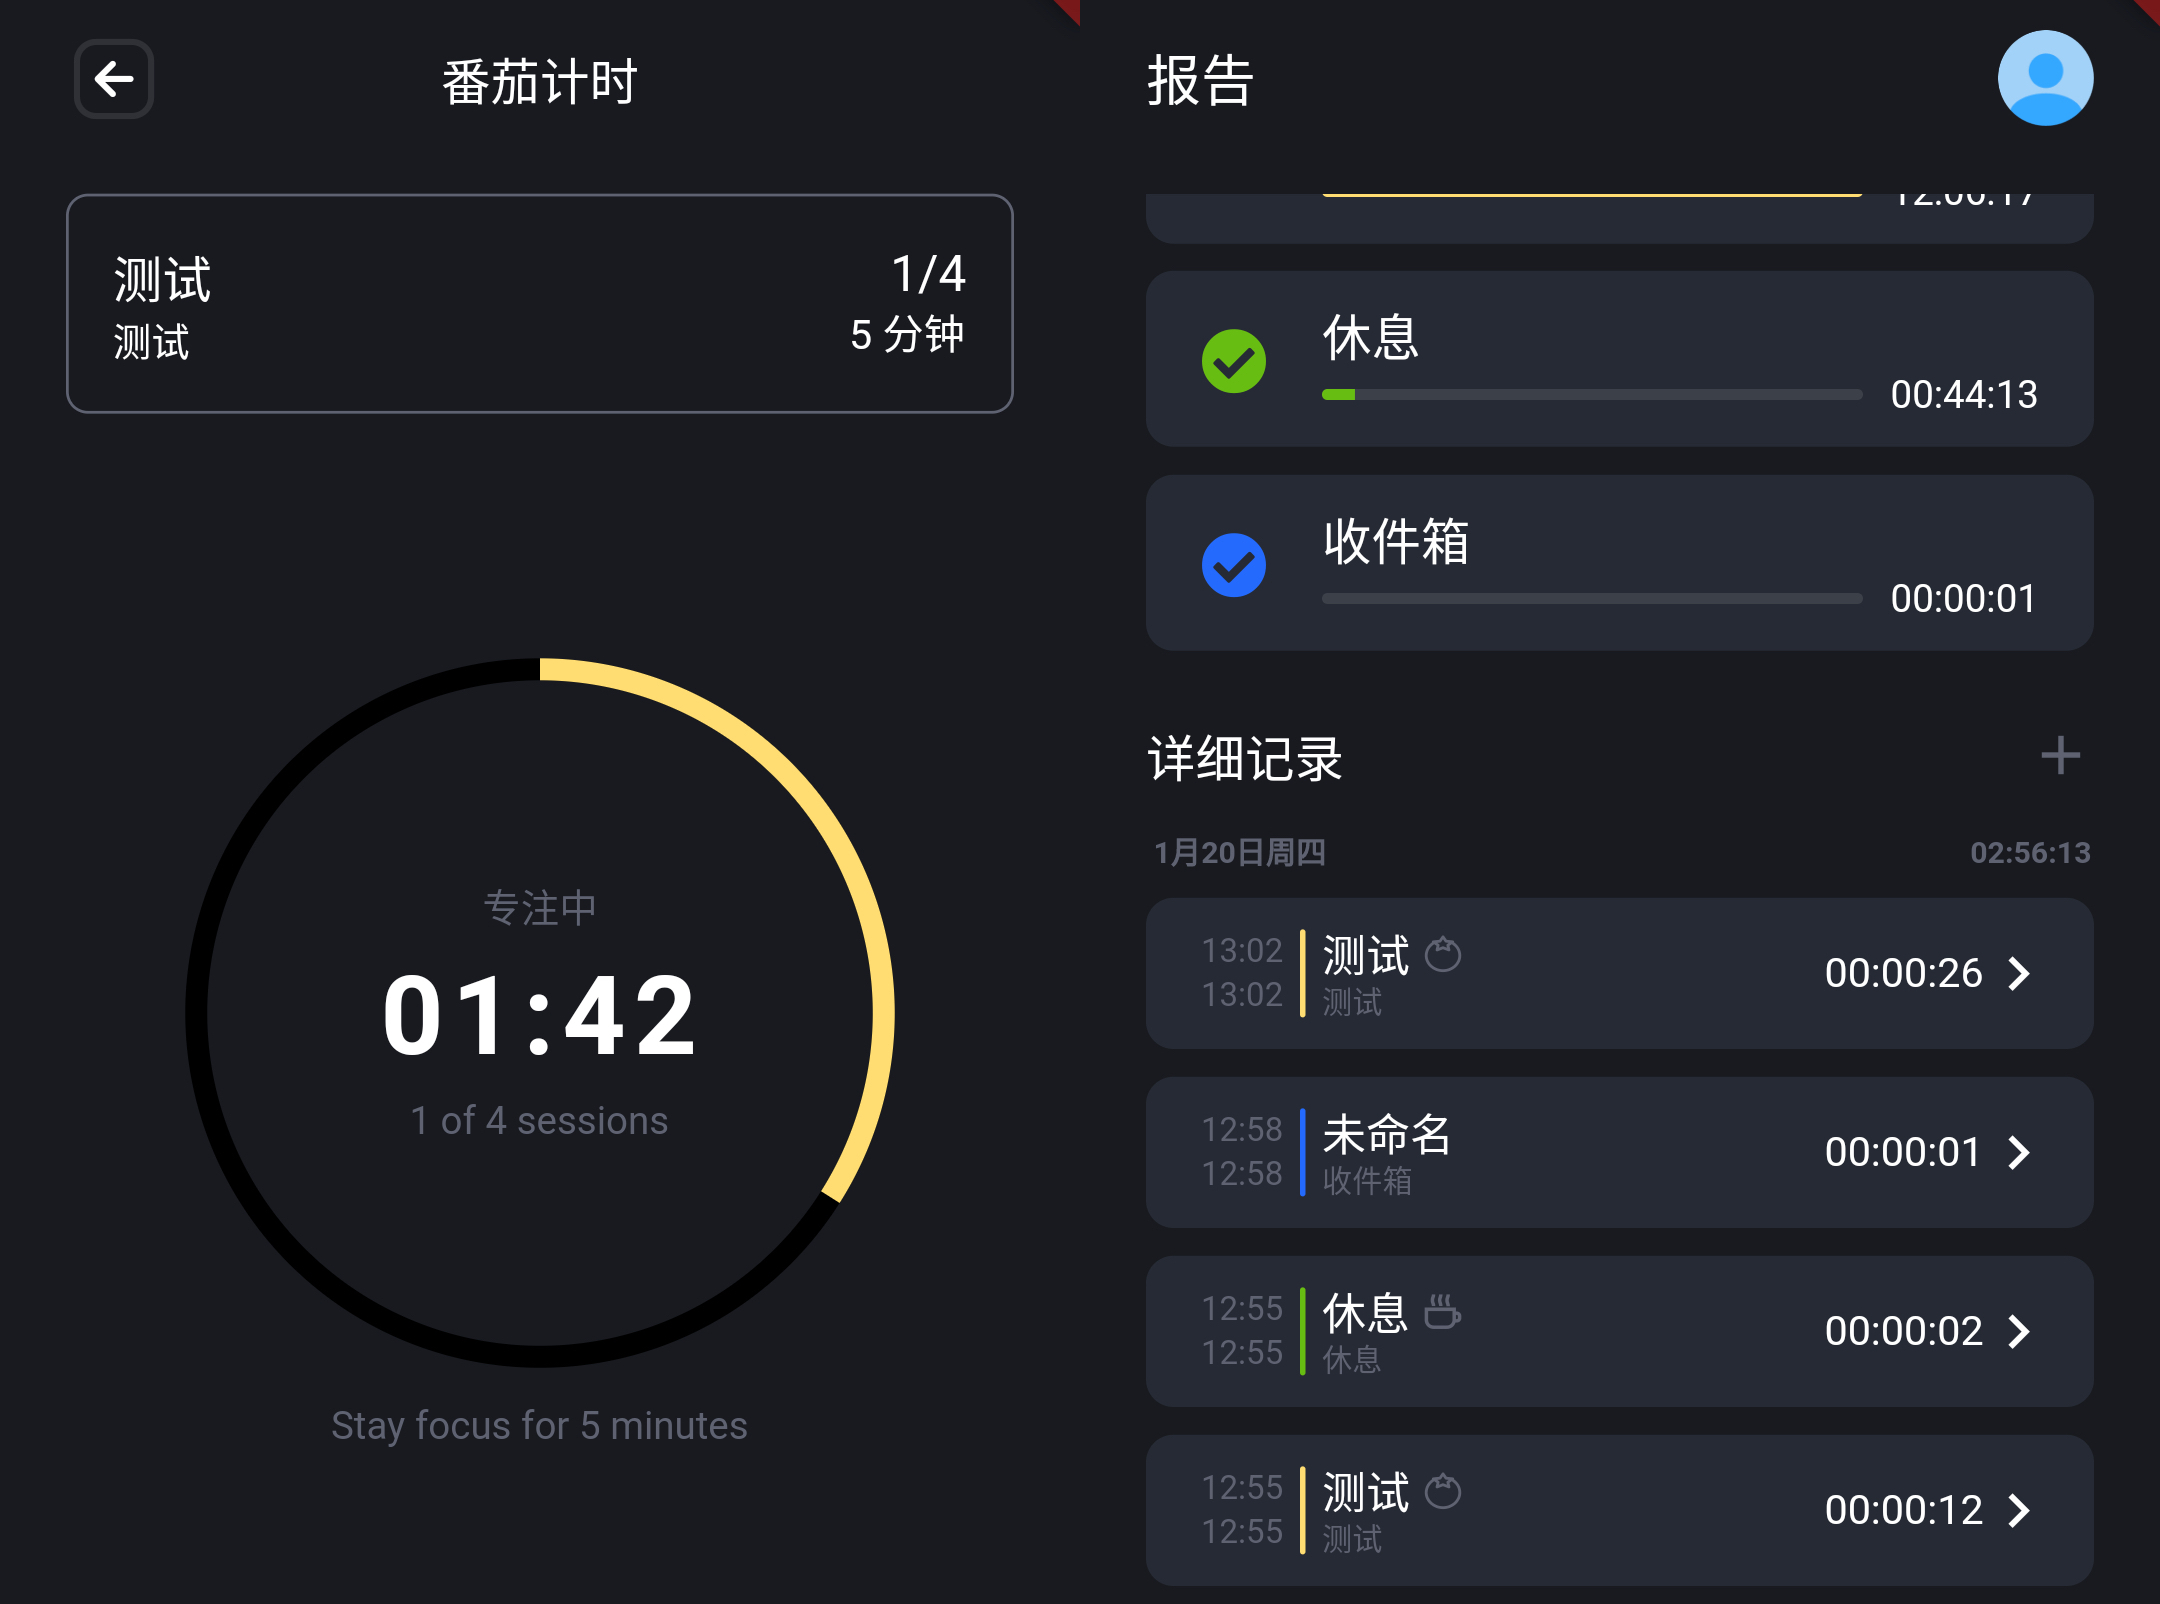 番茄计时
测试
测试
1/4
5 分钟
专注中
01:42
1 of 4 sessions
Stay focus for 5 minutes
报告
12:06:17
休息
00:44:13
收件箱
00:00:01
详细记录
1月20日周四
02:56:13
13:02
13:02
测试
测试
00:00:26
12:58
12:58
未命名
收件箱
00:00:01
12:55
12:55
休息
休息
00:00:02
12:55
12:55
测试
测试
00:00:12